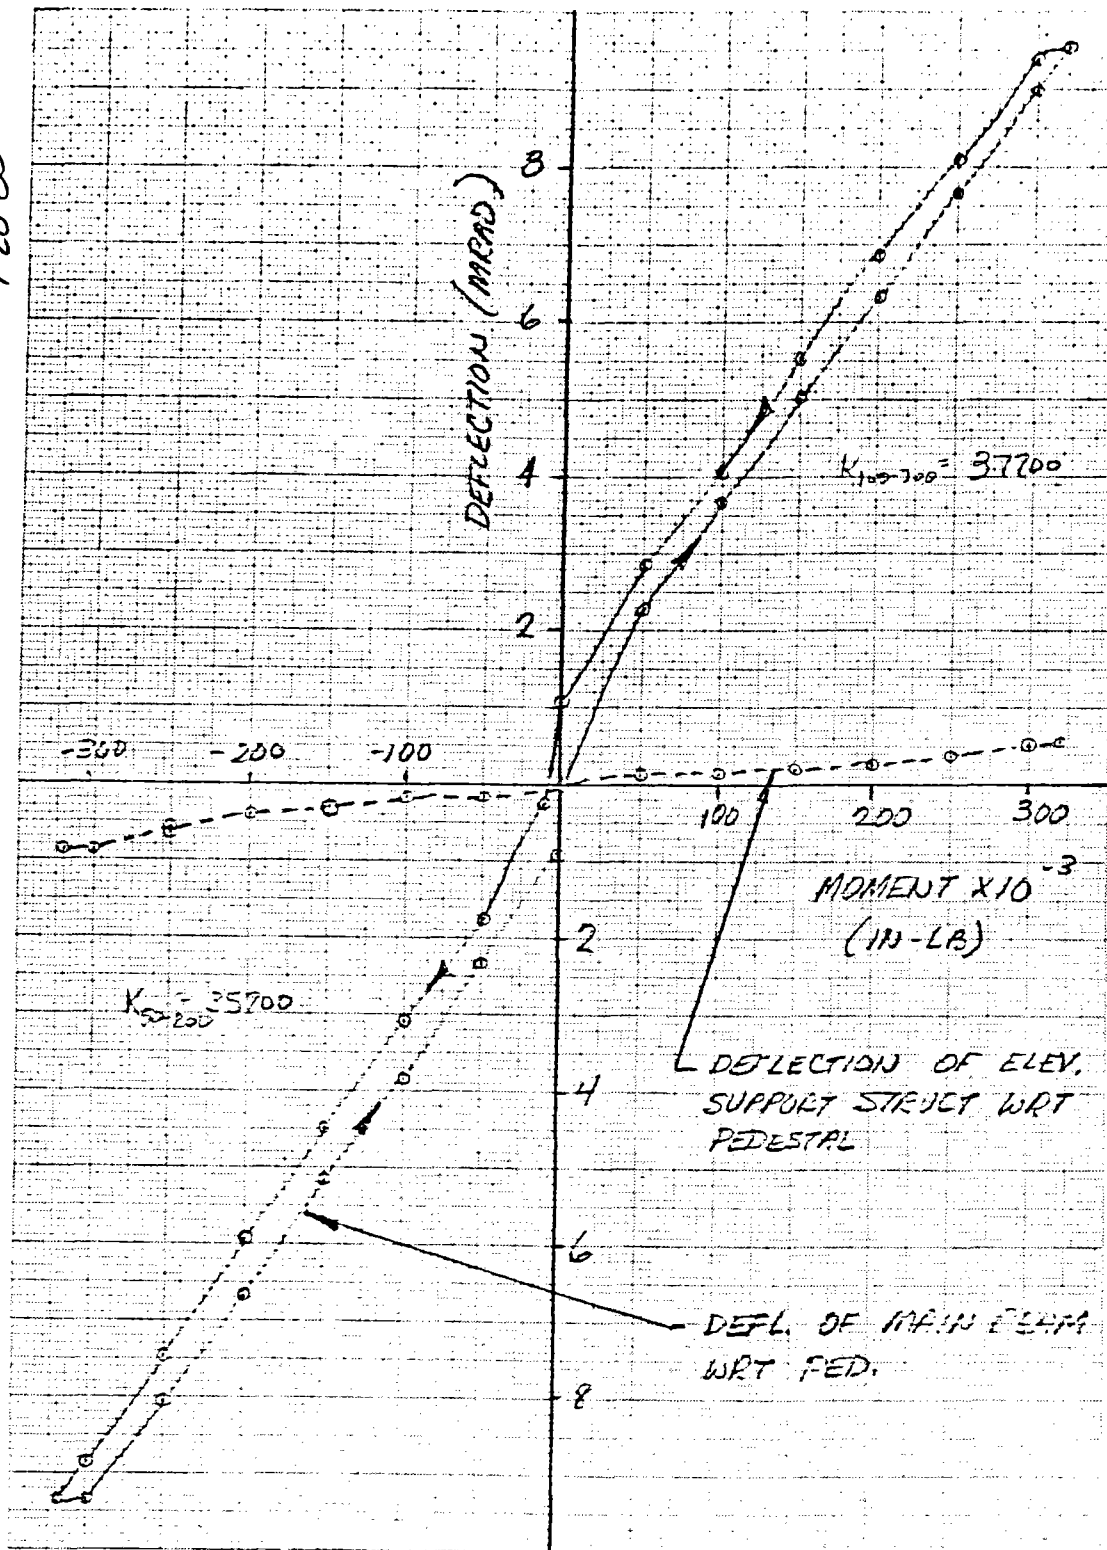 8
DEFLECTION (MRAD)
6
4
K100-300 = 37700
2
-300 -200 -100
100 200 300
MOMENT X10-3
(IN-LB)
2
K50-200 = 35700
DEFLECTION OF ELEV.
4
SUPPORT STRUCT WRT
PEDESTAL
6
DEFL. OF MAIN BEAM
WRT PED.
8